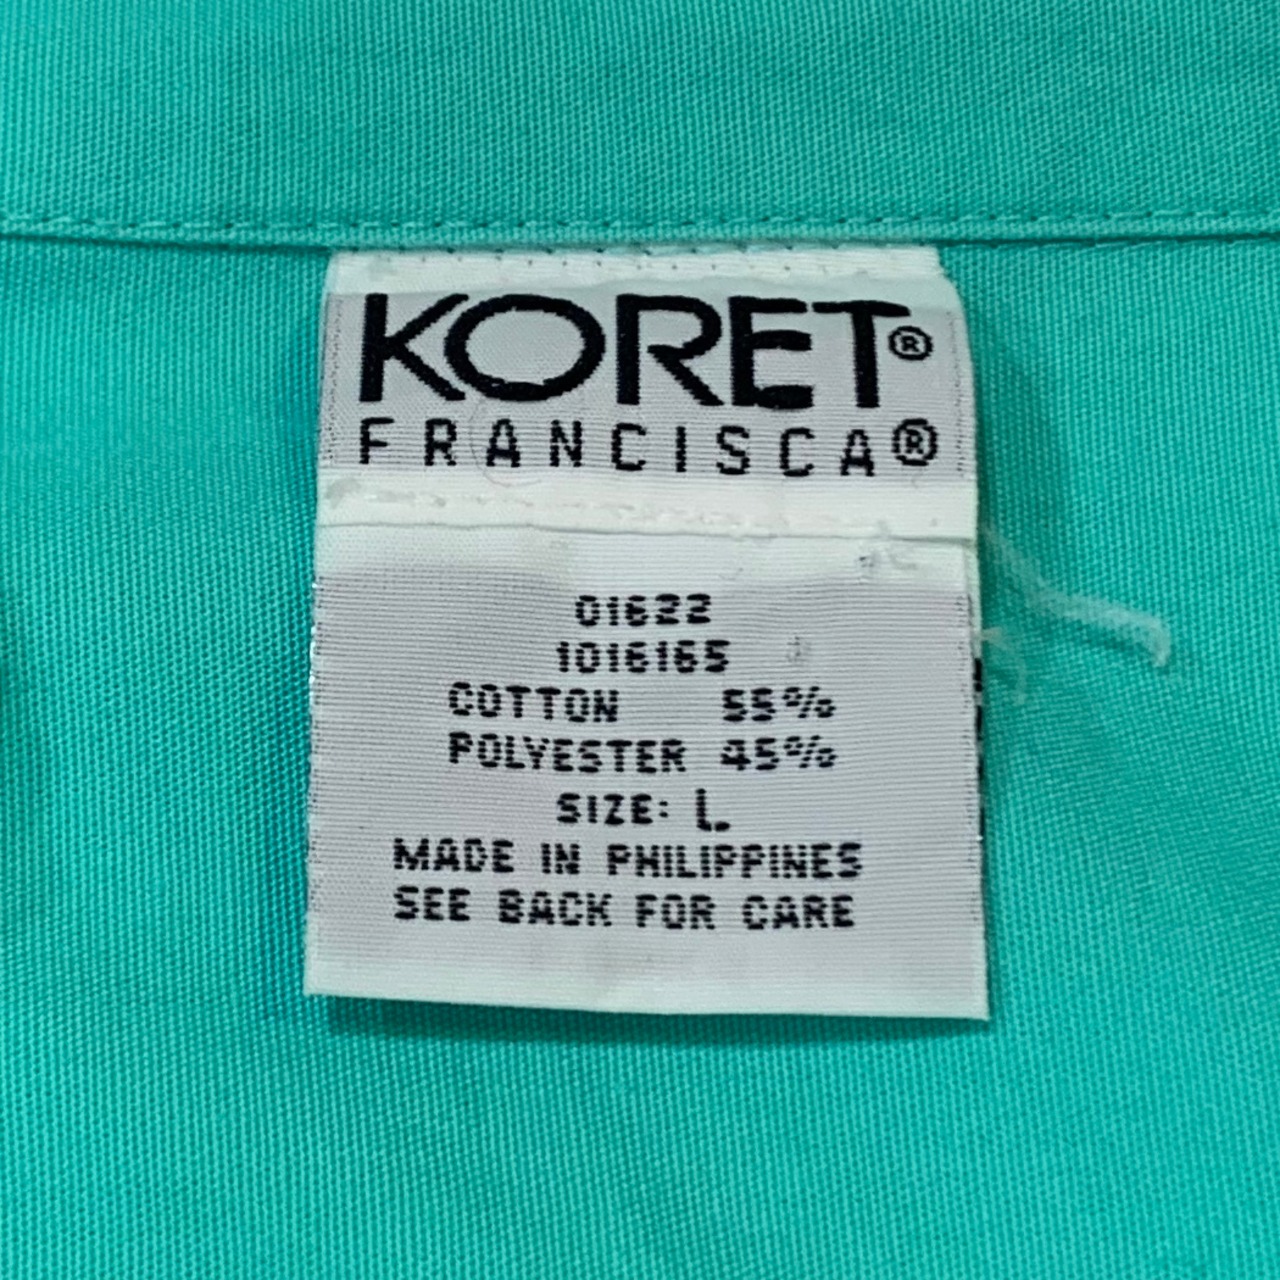 KORET®
FRANCISCA®
01622
1016165
COTTON 55%
POLYESTER 45%
SIZE: L
MADE IN PHILIPPINES
SEE BACK FOR CARE